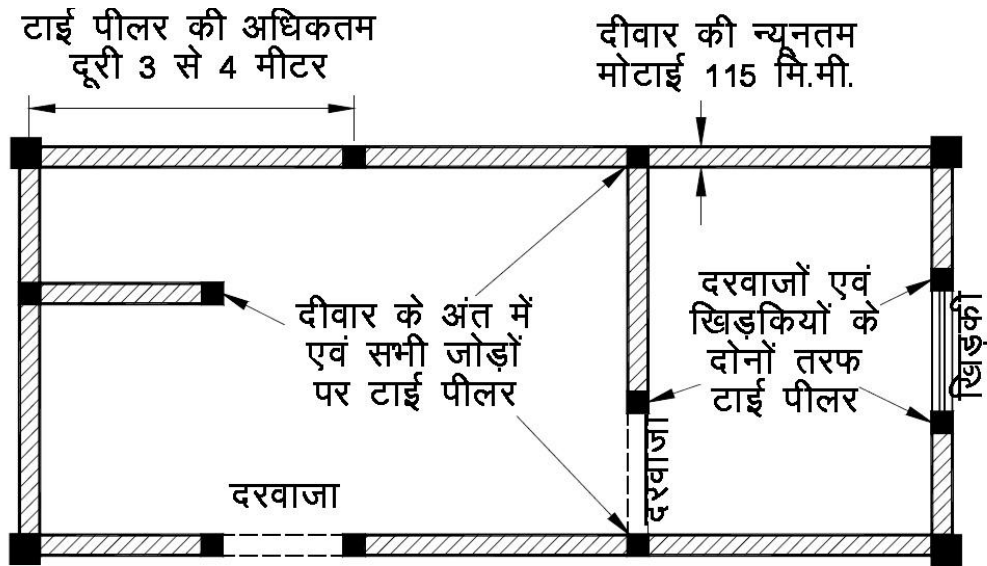 टाई पीलर की अधिकतम
दूरी 3 से 4 मीटर
दीवार की न्यूनतम
मोटाई 115 मि.मी.
दीवार के अंत में
एवं सभी जोड़ों
पर टाई पीलर
दरवाजों एवं
खिड़कियों के
दोनों तरफ
टाई पीलर
खिड़की
दरवाजा
दरवाजा